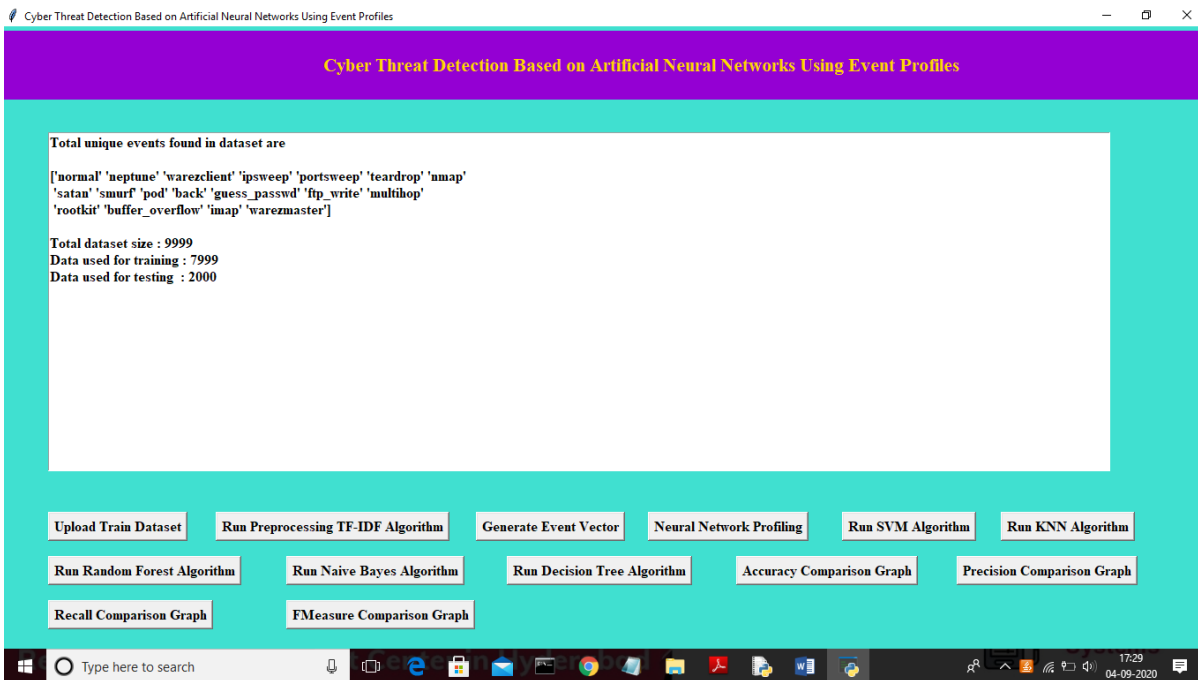 Cyber Threat Detection Based on Artificial Neural Networks Using Event Profiles
Cyber Threat Detection Based on Artificial Neural Networks Using Event Profiles
Total unique events found in dataset are
['normal' 'neptune' 'warezclient' 'ipsweep' 'portsweep' 'teardrop' 'nmap'
'satan' 'smurf' 'pod' 'back' 'guess_passwd' 'ftp_write' 'multihop'
'rootkit' 'buffer_overflow' 'imap' 'warezmaster']
Total dataset size : 9999
Data used for training : 7999
Data used for testing : 2000
Upload Train Dataset Run Preprocessing TF-IDF Algorithm Generate Event Vector Neural Network Profiling Run SVM Algorithm Run KNN Algorithm
Run Random Forest Algorithm Run Naive Bayes Algorithm Run Decision Tree Algorithm Accuracy Comparison Graph Precision Comparison Graph
Recall Comparison Graph FMeasure Comparison Graph
Type here to search
17:29
04-09-2020